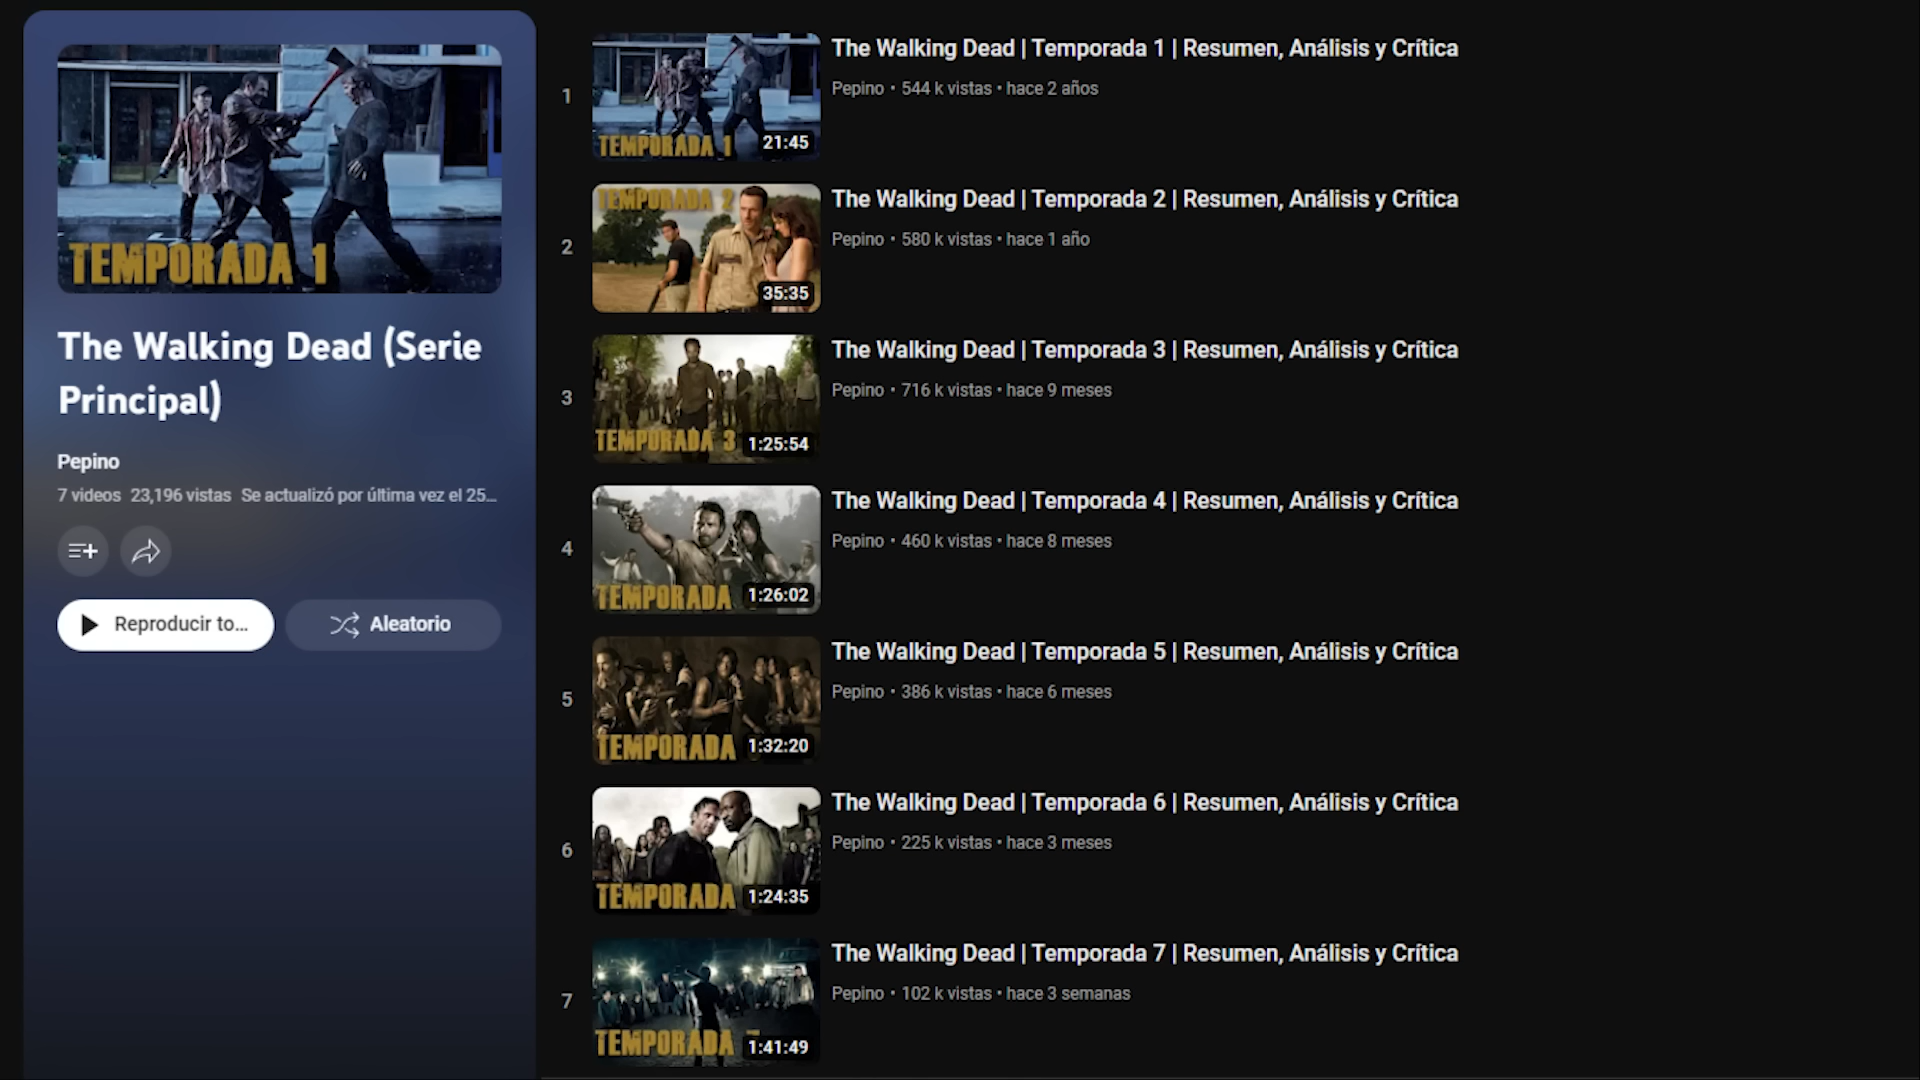 TEMPORADA 1
The Walking Dead (Serie
Principal)
Pepino
7 videos 23,196 vistas Se actualizó por última vez el 25...
Reproducir to...
Aleatorio
1
TEMPORADA 1
21:45
The Walking Dead | Temporada 1 | Resumen, Análisis y Crítica
Pepino • 544 k vistas • hace 2 años
2
TEMPORADA 2
35:35
The Walking Dead | Temporada 2 | Resumen, Análisis y Crítica
Pepino • 580 k vistas • hace 1 año
3
TEMPORADA 3
1:25:54
The Walking Dead | Temporada 3 | Resumen, Análisis y Crítica
Pepino • 716 k vistas • hace 9 meses
4
TEMPORADA
1:26:02
The Walking Dead | Temporada 4 | Resumen, Análisis y Crítica
Pepino • 460 k vistas • hace 8 meses
5
TEMPORADA
1:32:20
The Walking Dead | Temporada 5 | Resumen, Análisis y Crítica
Pepino • 386 k vistas • hace 6 meses
6
TEMPORADA
1:24:35
The Walking Dead | Temporada 6 | Resumen, Análisis y Crítica
Pepino • 225 k vistas • hace 3 meses
7
TEMPORADA
1:41:49
The Walking Dead | Temporada 7 | Resumen, Análisis y Crítica
Pepino • 102 k vistas • hace 3 semanas